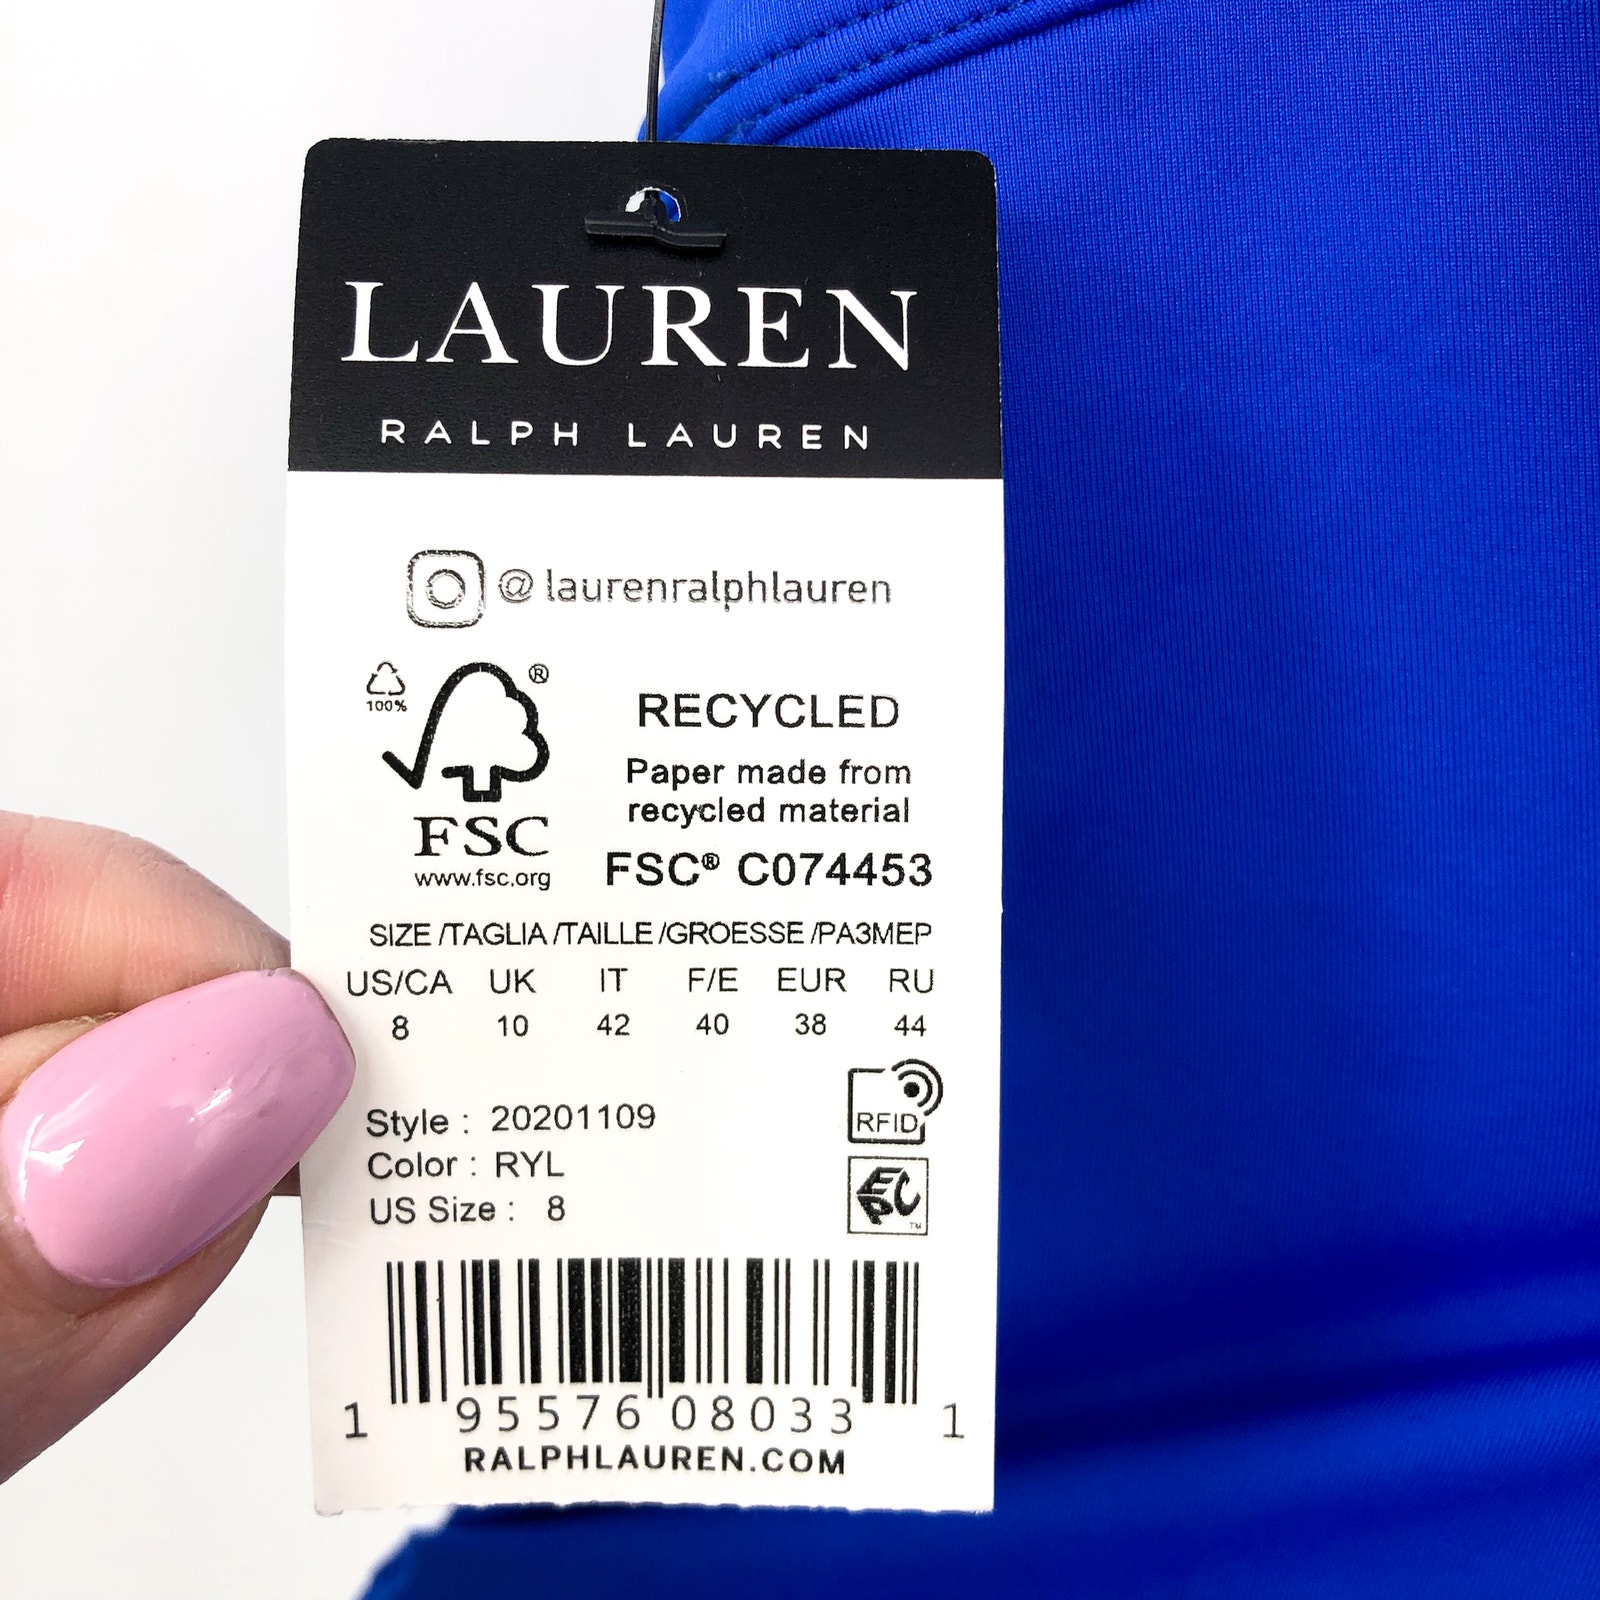 LAUREN
RALPH LAUREN
@laurenralphlauren
100%
®
FSC
www.fsc.org
RECYCLED
Paper made from
recycled material
FSC® C074453
SIZE /TAGLIA /TAILLE /GROESSE /PA3MEP
US/CA UK IT F/E EUR RU
8 10 42 40 38 44
Style : 20201109
Color : RYL
US Size : 8
RFID
EPC
TM
1 95576 08033 1
RALPHLAUREN.COM